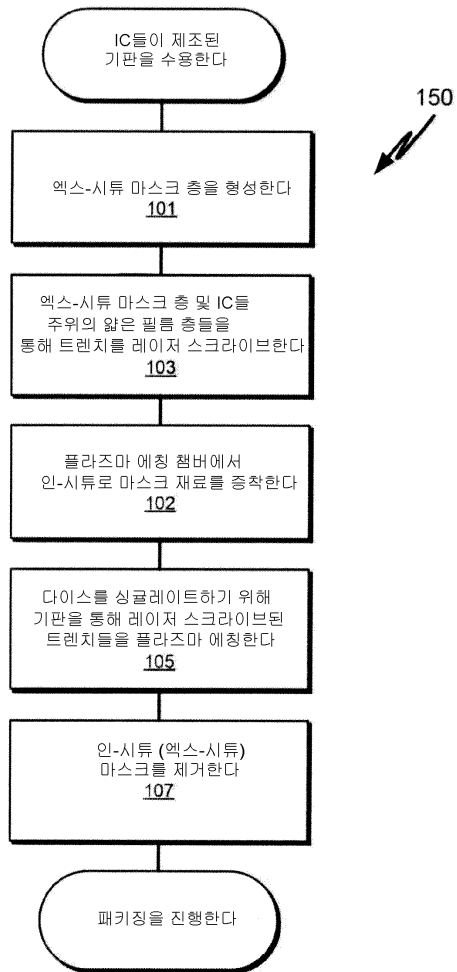 IC들이 제조된
기판을 수용한다
150
엑스-시튜 마스크 층을 형성한다
101
엑스-시튜 마스크 층 및 IC들
주위의 얇은 필름 층들을
통해 트렌치를 레이저 스크라이브한다
103
플라즈마 에칭 챔버에서
인-시튜로 마스크 재료를 증착한다
102
다이스를 싱귤레이트하기 위해
기판을 통해 레이저 스크라이브된
트렌치들을 플라즈마 에칭한다
105
인-시튜 (엑스-시튜)
마스크를 제거한다
107
패키징을 진행한다